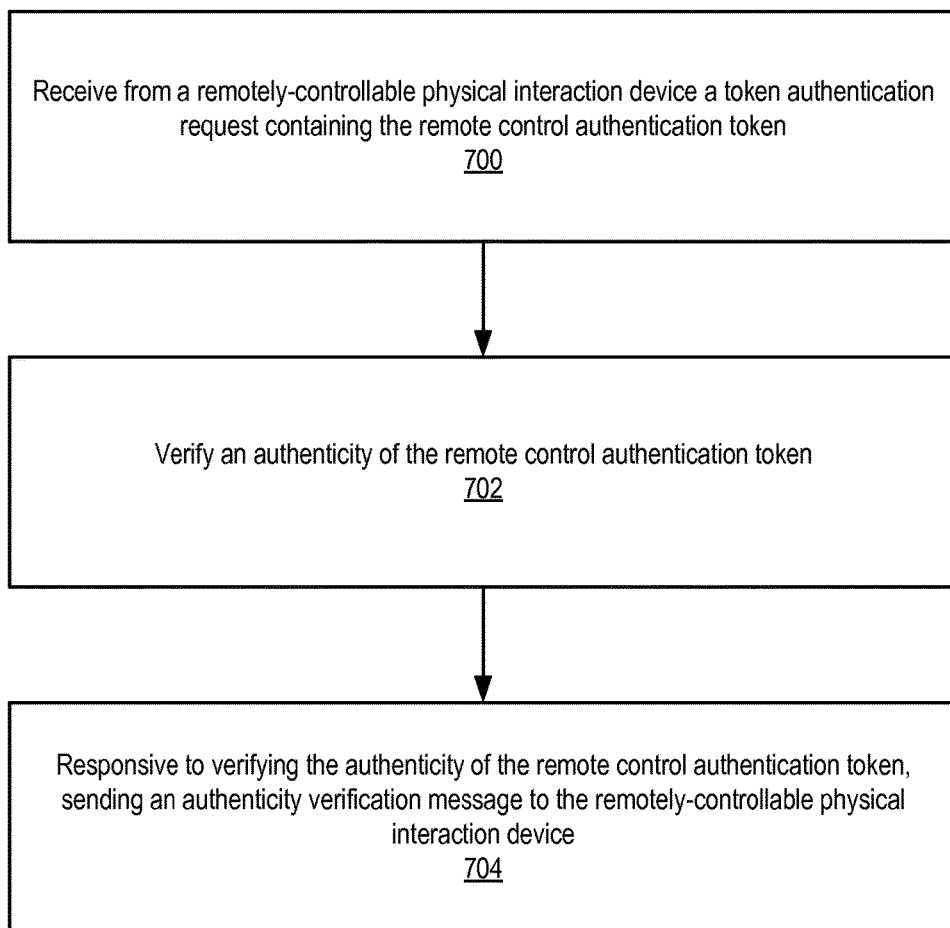 Receive from a remotely-controllable physical interaction device a token authentication
request containing the remote control authentication token
700
Verify an authenticity of the remote control authentication token
702
Responsive to verifying the authenticity of the remote control authentication token,
sending an authenticity verification message to the remotely-controllable physical
interaction device
704